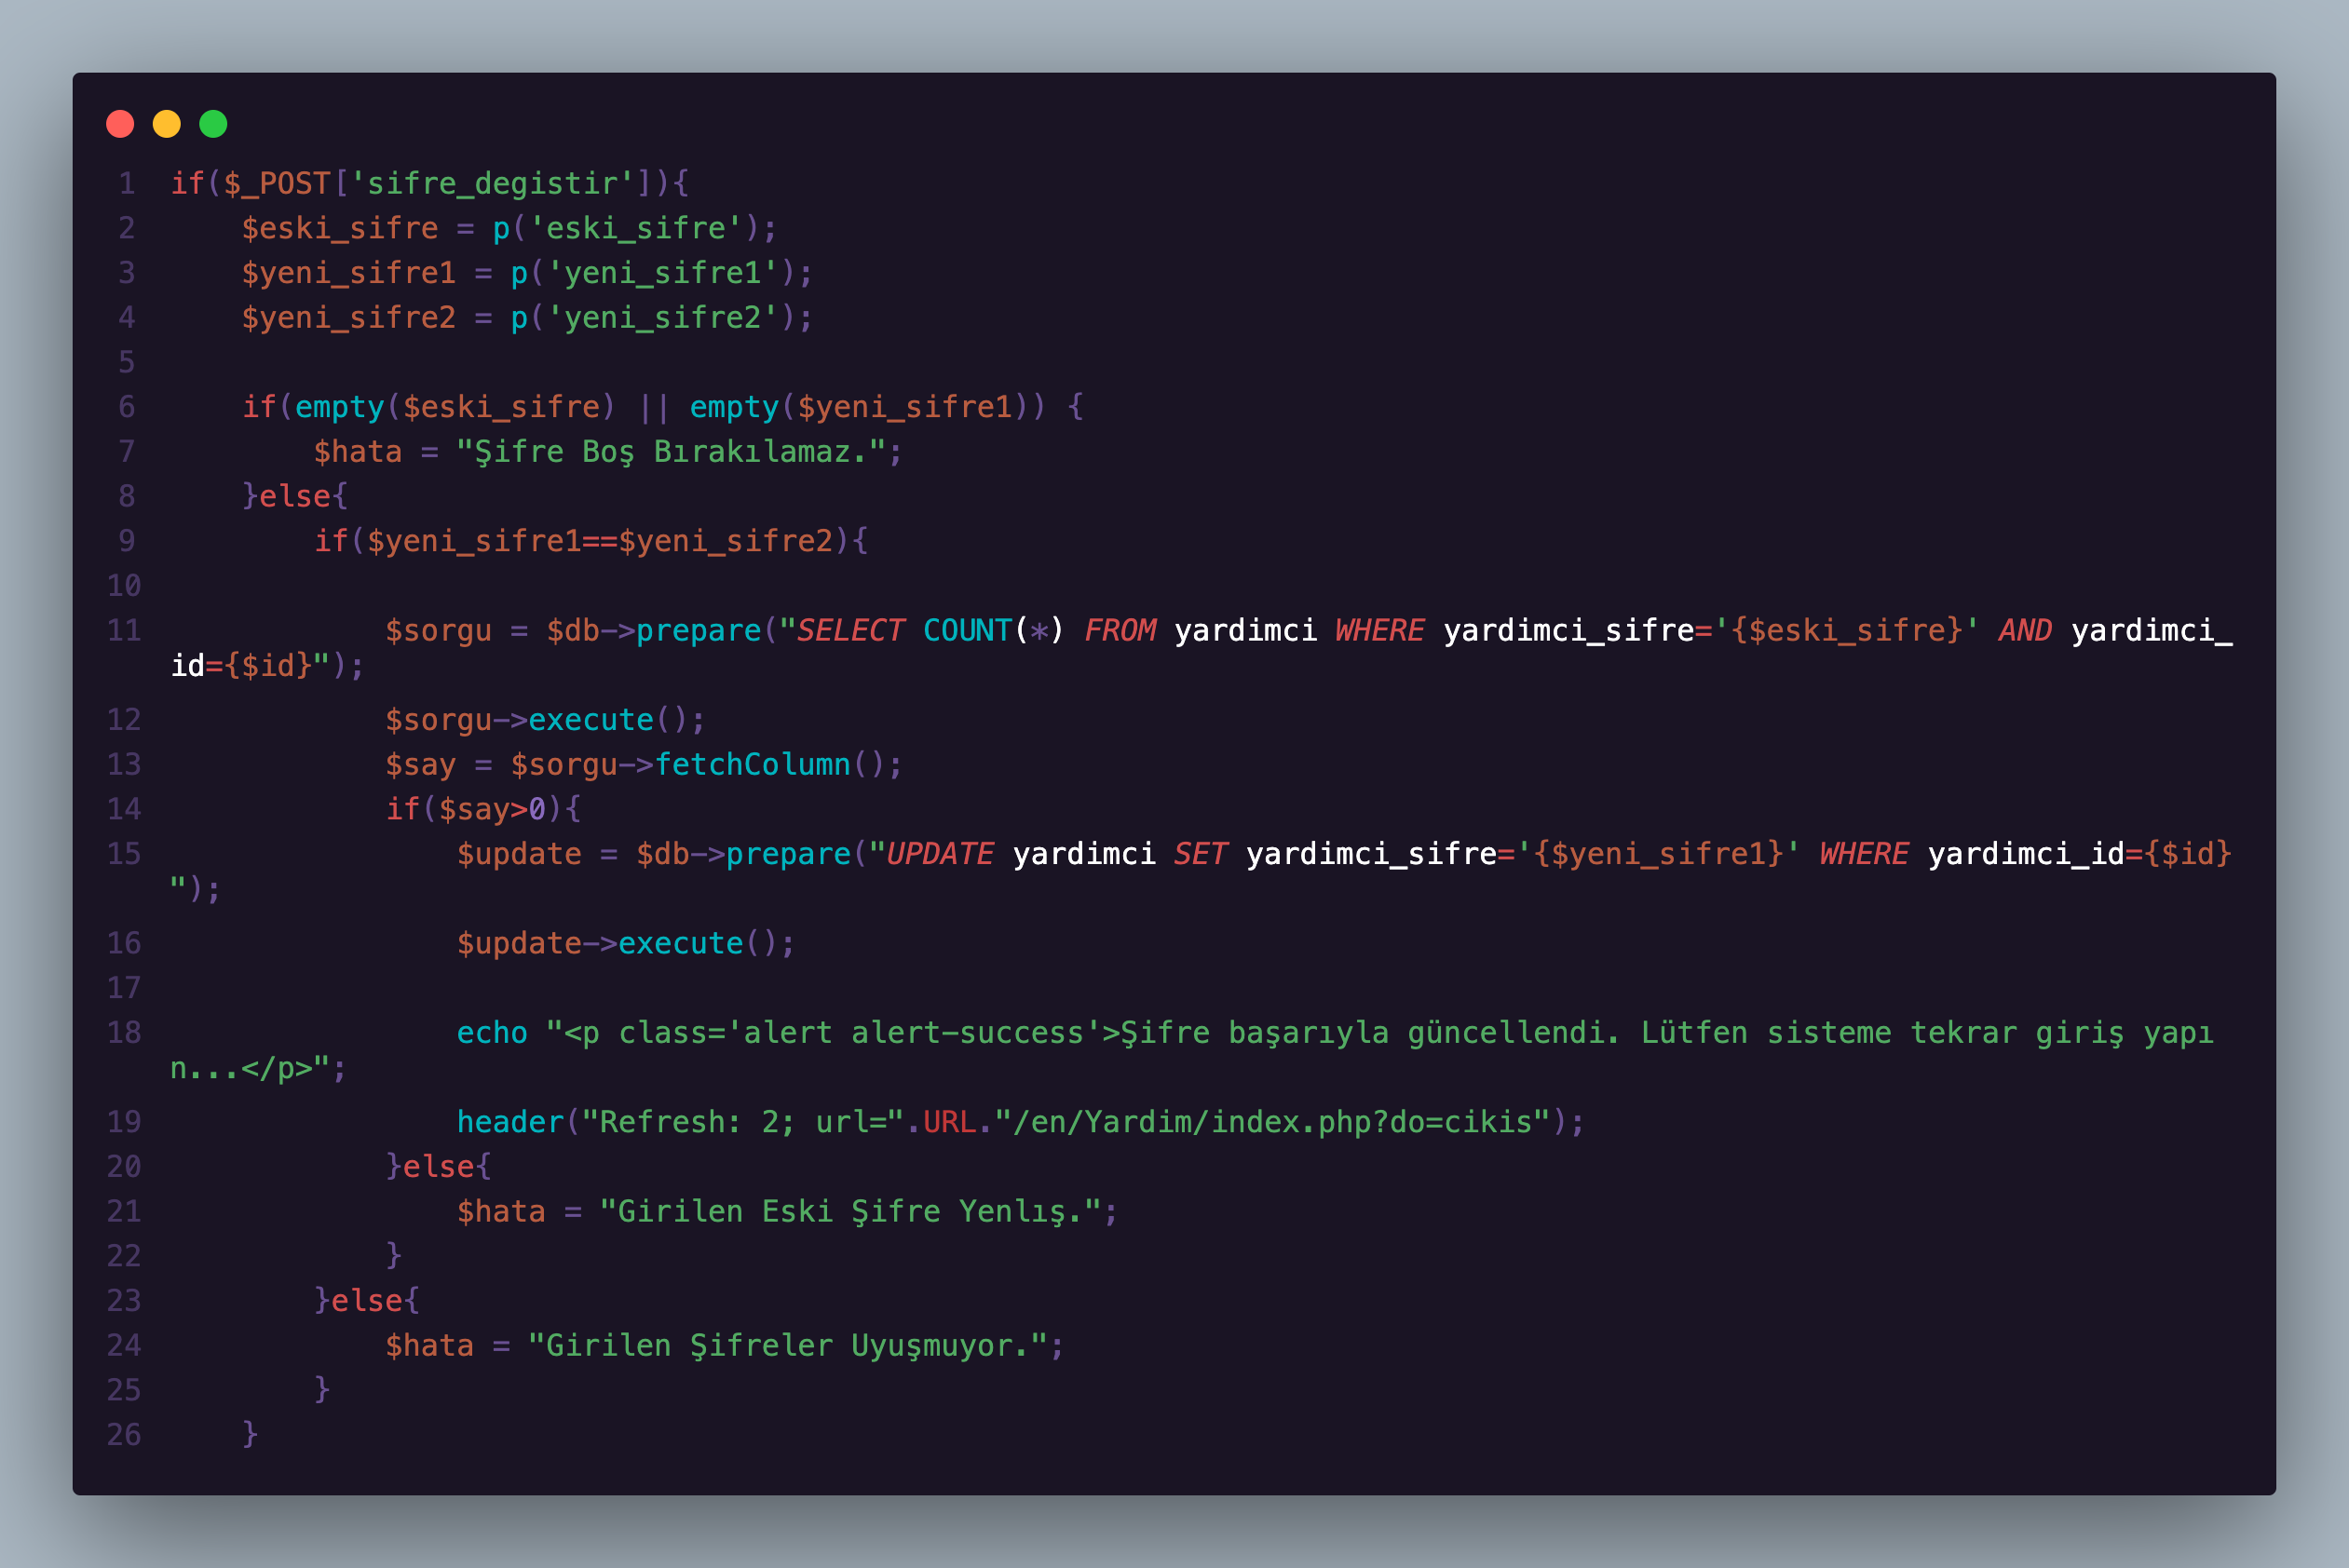 1 if($_POST['sifre_degistir']){
2     $eski_sifre = p('eski_sifre');
3     $yeni_sifre1 = p('yeni_sifre1');
4     $yeni_sifre2 = p('yeni_sifre2');
5
6     if(empty($eski_sifre) || empty($yeni_sifre1)) {
7         $hata = "Şifre Boş Bırakılamaz.";
8     }else{
9         if($yeni_sifre1==$yeni_sifre2){
10
11             $sorgu = $db->prepare("SELECT COUNT(*) FROM yardimci WHERE yardimci_sifre='{$eski_sifre}' AND yardimci_
id={$id}");
12             $sorgu->execute();
13             $say = $sorgu->fetchColumn();
14             if($say>0){
15                 $update = $db->prepare("UPDATE yardimci SET yardimci_sifre='{$yeni_sifre1}' WHERE yardimci_id={$id}
");
16                 $update->execute();
17
18                 echo "<p class='alert alert-success'>Şifre başarıyla güncellendi. Lütfen sisteme tekrar giriş yapı
n...</p>";
19                 header("Refresh: 2; url=".URL."/en/Yardim/index.php?do=cikis");
20             }else{
21                 $hata = "Girilen Eski Şifre Yenlış.";
22             }
23         }else{
24             $hata = "Girilen Şifreler Uyuşmuyor.";
25         }
26     }